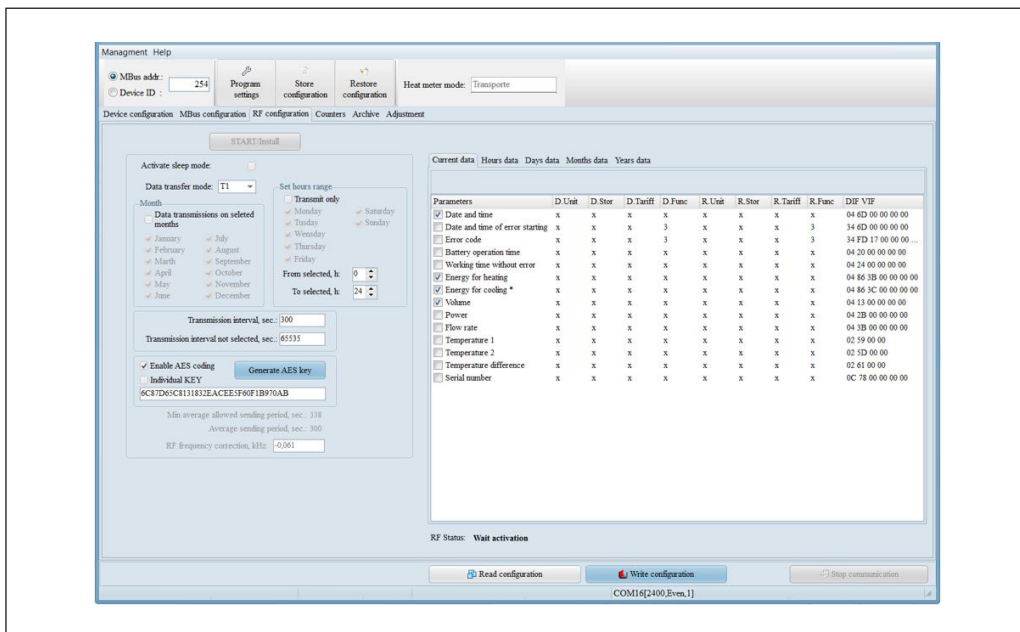 Managment Help
MBus addr.: 254
Device ID :
Program settings
Store configuration
Restore configuration
Heat meter mode: Transporte
Device configuration MBus configuration RF configuration Counters Archive Adjustment
START/Install
Activate sleep mode:
Data transfer mode: T1
Month
Data transmissions on seleted months
January July
February August
Marth September
April October
May November
June December
Set hours range
Transmit only
Monday Saturday
Tusday Sunday
Wensday
Thursday
Friday
From selected, h: 0
To selected, h: 24
Transmission interval, sec.: 300
Transmission interval not selected, sec.: 65535
Enable AES coding
Generate AES key
Individual KEY
6C87D65C8131832EACEE5F60F1B970AB
Min average allowed sending period, sec.: 338
Average sending period, sec.: 300
RF frequency correction, kHz: -0,061
Current data Hours data Days data Months data Years data
Parameters D.Unit D.Stor D.Tariff D.Func R.Unit R.Stor R.Tariff R.Func DIF VIF
Date and time x x x x x x x x 04 6D 00 00 00 00
Date and time of error starting x x x 3 x x x 3 34 6D 00 00 00 00
Error code x x x 3 x x x 3 34 FD 17 00 00 00 ...
Battery operation time x x x x x x x x 04 20 00 00 00 00
Working time without error x x x x x x x x 04 24 00 00 00 00
Energy for heating x x x x x x x x 04 86 3B 00 00 00 00
Energy for cooling * x x x x x x x x 04 86 3C 00 00 00 00
Volume x x x x x x x x 04 13 00 00 00 00
Power x x x x x x x x 04 2B 00 00 00 00
Flow rate x x x x x x x x 04 3B 00 00 00 00
Temperature 1 x x x x x x x x 02 59 00 00
Temperature 2 x x x x x x x x 02 5D 00 00
Temperature difference x x x x x x x x 02 61 00 00
Serial number x x x x x x x x 0C 78 00 00 00 00
RF Status: Wait activation
Read configuration
Write configuration
Stop communication
COM16[2400,Even,1]